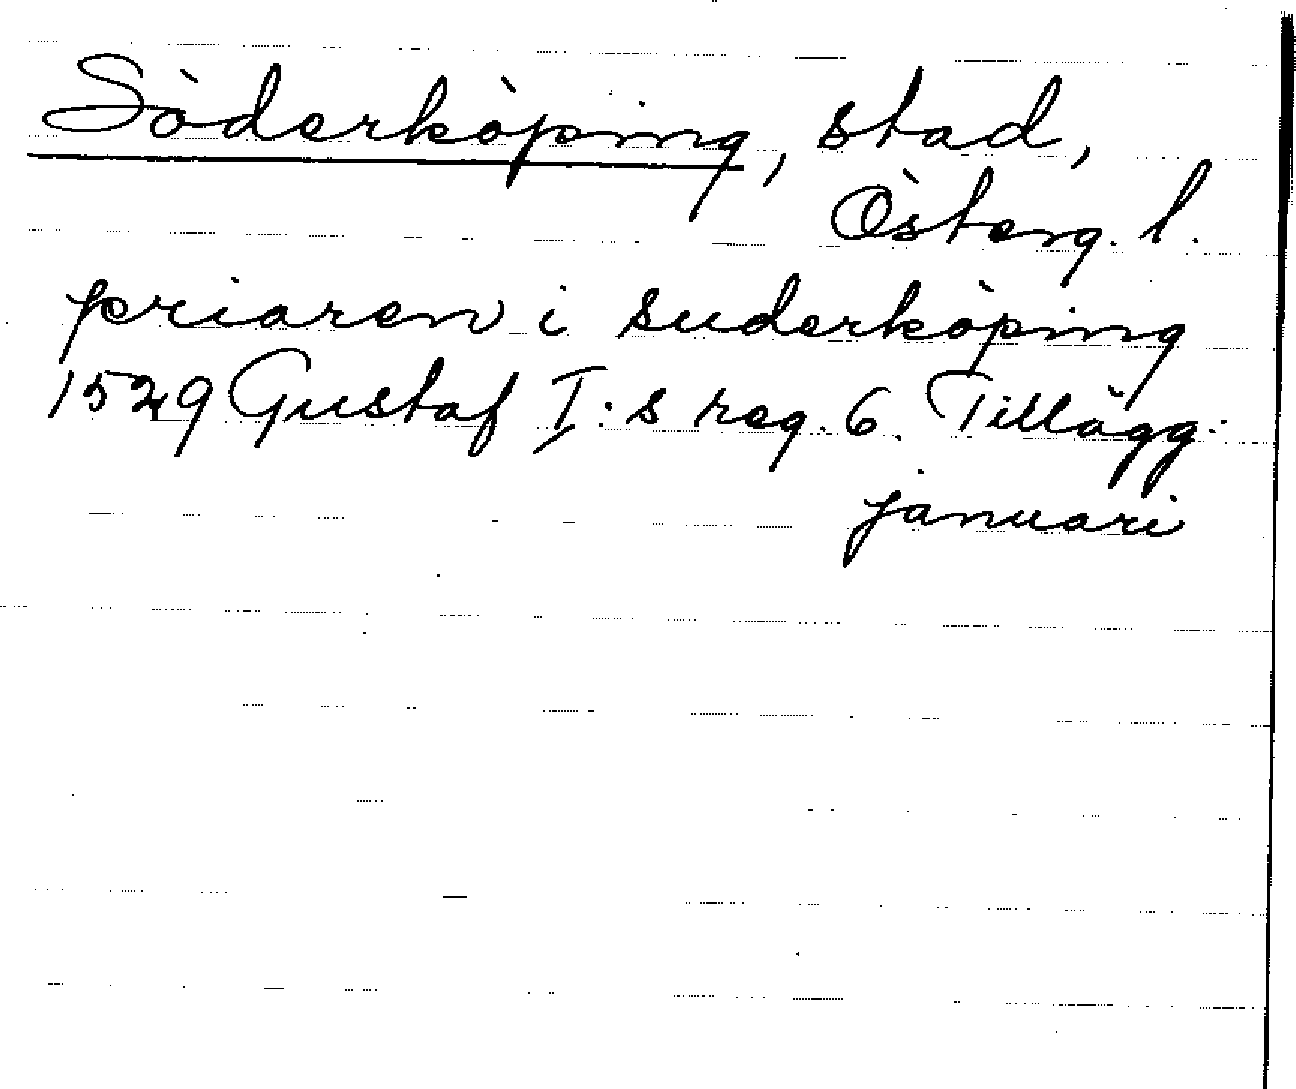 Söderköping, stad,
Österg. l.
priaren i suderköping
1529 Gustaf I:s reg. 6. Tillägg.
januari